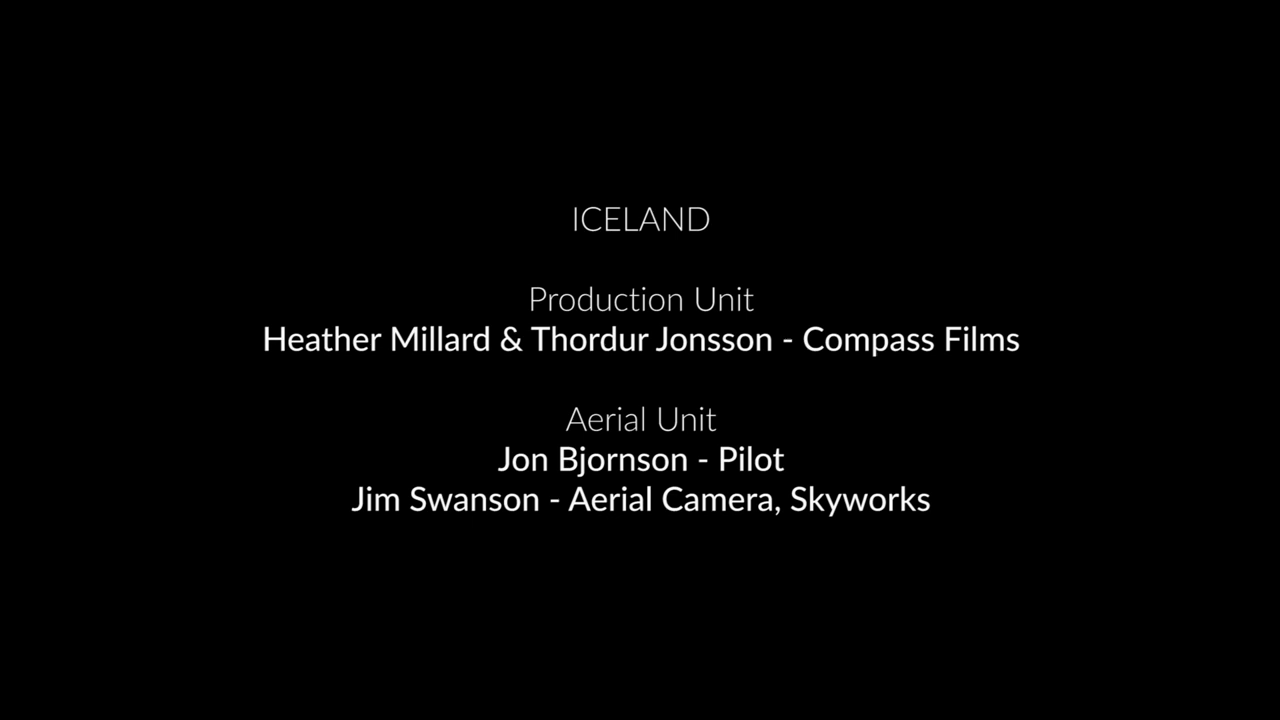 ICELAND
Production Unit
Heather Millard & Thordur Jonsson - Compass Films
Aerial Unit
Jon Bjornson - Pilot
Jim Swanson - Aerial Camera, Skyworks